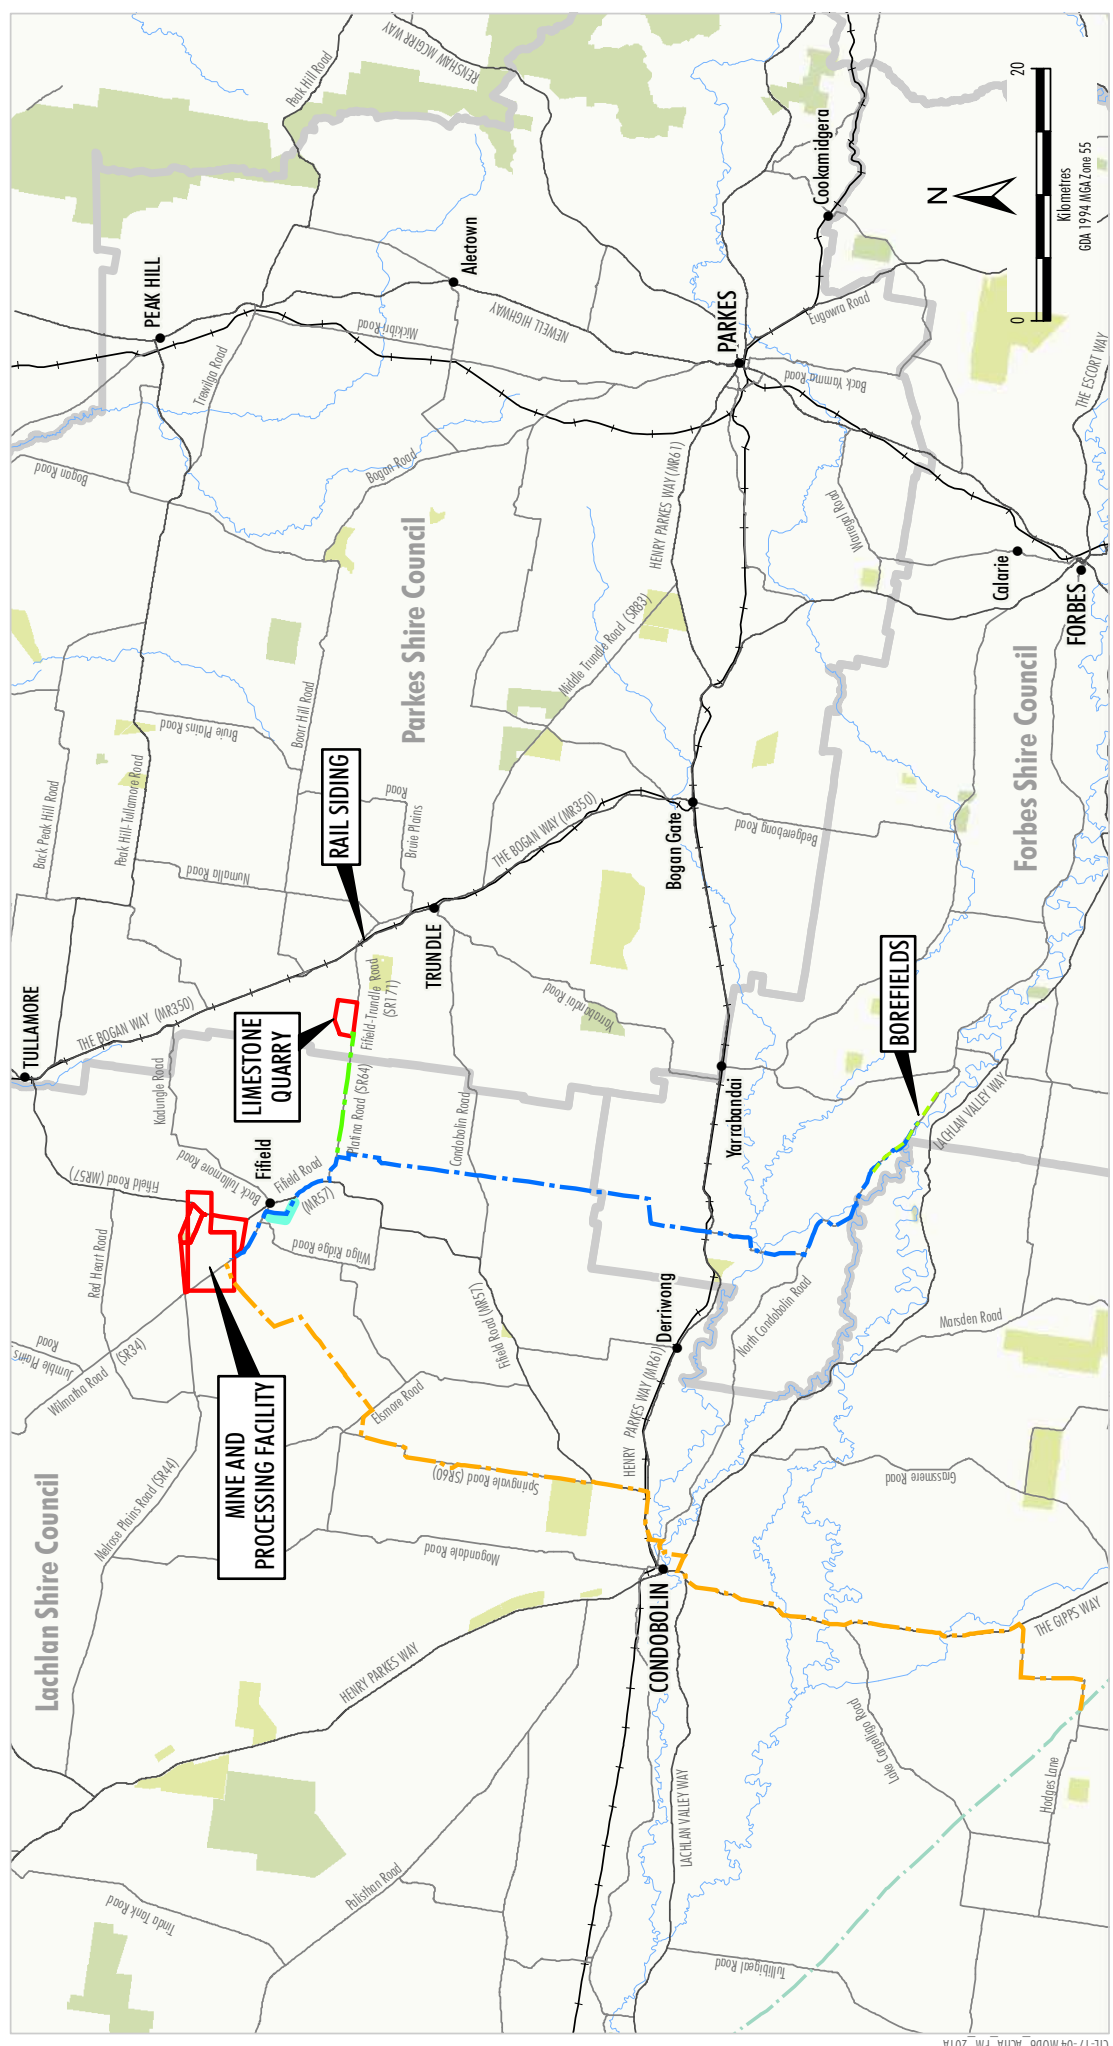 Lachlan Shire Council
Parkes Shire Council
Forbes Shire Council
MINE AND
PROCESSING FACILITY
LIMESTONE
QUARRY
RAIL SIDING
BOREFIELDS
TULLAMORE
PEAK HILL
Alectown
TRUNDLE
Fifield
PARKES
Cookamidgera
Bogan Gate
Yarrabandai
Derriwong
CONDOBOLIN
Calarie
FORBES
Tinda Tank Road
Palisthan Road
HENRY PARKES WAY
Melrose Plains Road (SR44)
Wilmatha Road
(SR34)
Jumble Plains
Road
Red Heart Road
Fifield Road (MR57)
Back Tullamore Road
Kadungle Road
THE BOGAN WAY (MR350)
Fifield Road
(MR57)
Wilga Ridge Road
Platina Road (SR64)
Fifield-Trundle Road
(SR171)
Condobolin Road
Fifield Road (MR57)
Elsmore Road
Springvale Road (SR60)
Mogandale Road
HENRY PARKES WAY (MR61)
North Condobolin Road
Yarrabandai Road
Back Peak Hill Road
Peak Hill-Tullamore Road
Numalla Road
Bruie Plains Road
Boorr Hill Road
Bruie Plains
Road
THE BOGAN WAY (MR350)
Middle Trundle Road (SR83)
HENRY PARKES WAY (MR61)
Bedgerebong Road
Bogan Road
Bogan Road
Trewilga Road
Mickibri Road
NEWELL HIGHWAY
Peak Hill Road
RENSHAW MCGIRR WAY
Eugowra Road
Back Yamma Road
Warregal Road
THE ESCORT WAY
LACHLAN VALLEY WAY
Marsden Road
Grasmere Road
THE GIPPS WAY
Lake Cargelligo Road
Hodges Lane
LACHLAN VALLEY WAY
Tullibigeal Road
N
0
20
Kilometres
GDA 1994 MGA Zone 55